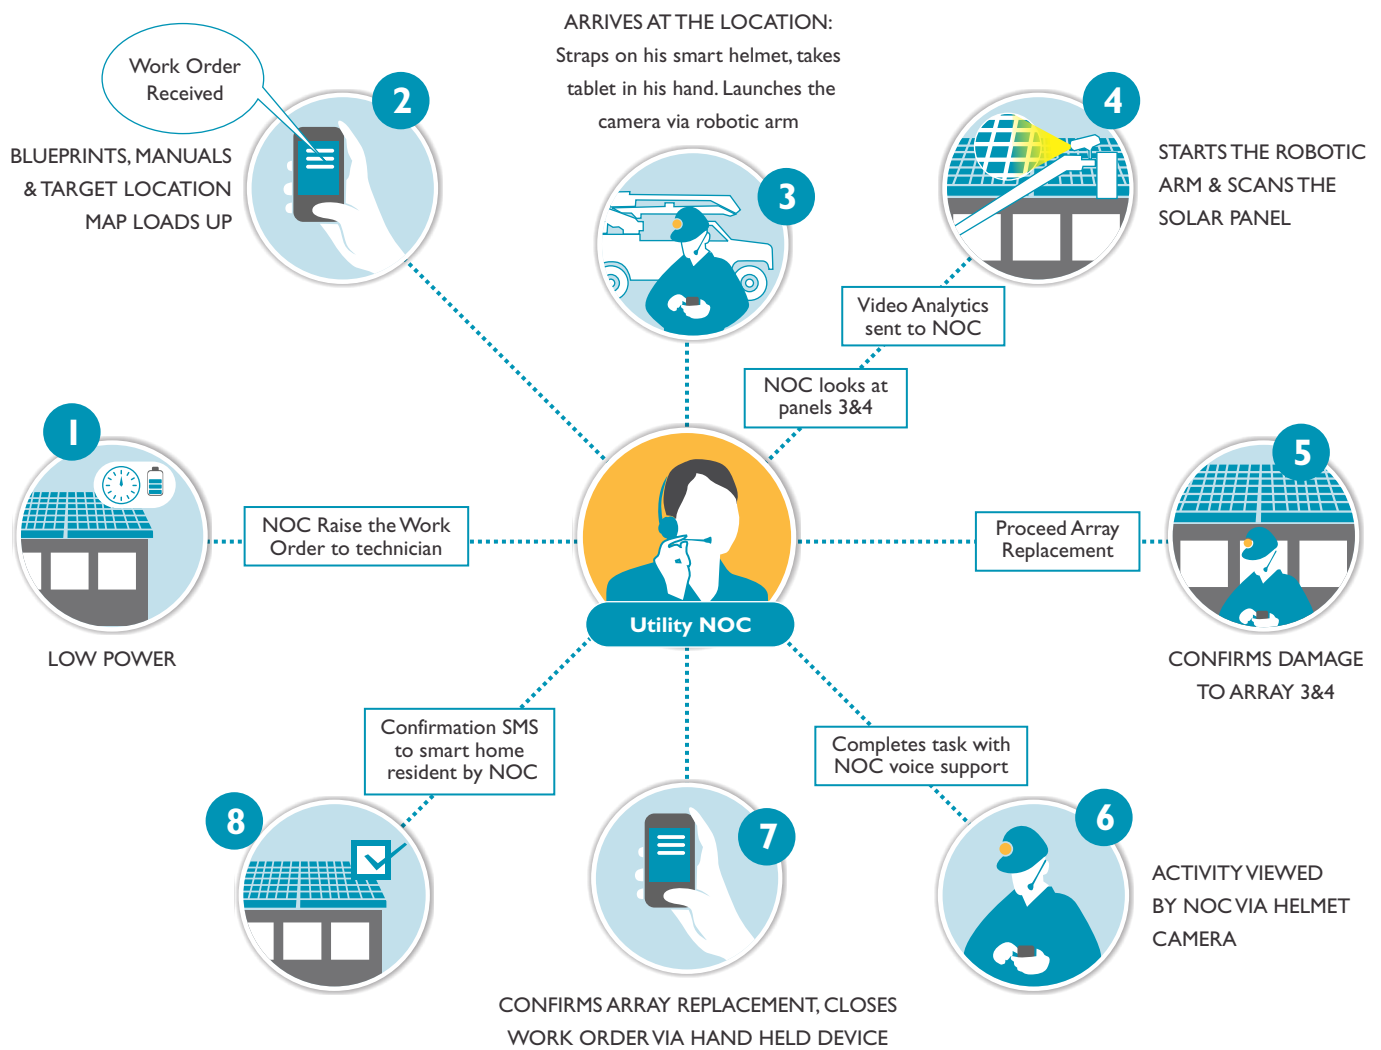 ARRIVES AT THE LOCATION:
Straps on his smart helmet, takes
tablet in his hand. Launches the
camera via robotic arm
Work Order
Received
2
BLUEPRINTS, MANUALS
& TARGET LOCATION
MAP LOADS UP
3
4
STARTS THE ROBOTIC
ARM & SCANS THE
SOLAR PANEL
Video Analytics
sent to NOC
NOC looks at
panels 3&4
1
NOC Raise the Work
Order to technician
LOW POWER
Utility NOC
Proceed Array
Replacement
5
CONFIRMS DAMAGE
TO ARRAY 3&4
Confirmation SMS
to smart home
resident by NOC
8
7
CONFIRMS ARRAY REPLACEMENT, CLOSES
WORK ORDER VIA HAND HELD DEVICE
Completes task with
NOC voice support
6
ACTIVITY VIEWED
BY NOC VIA HELMET
CAMERA